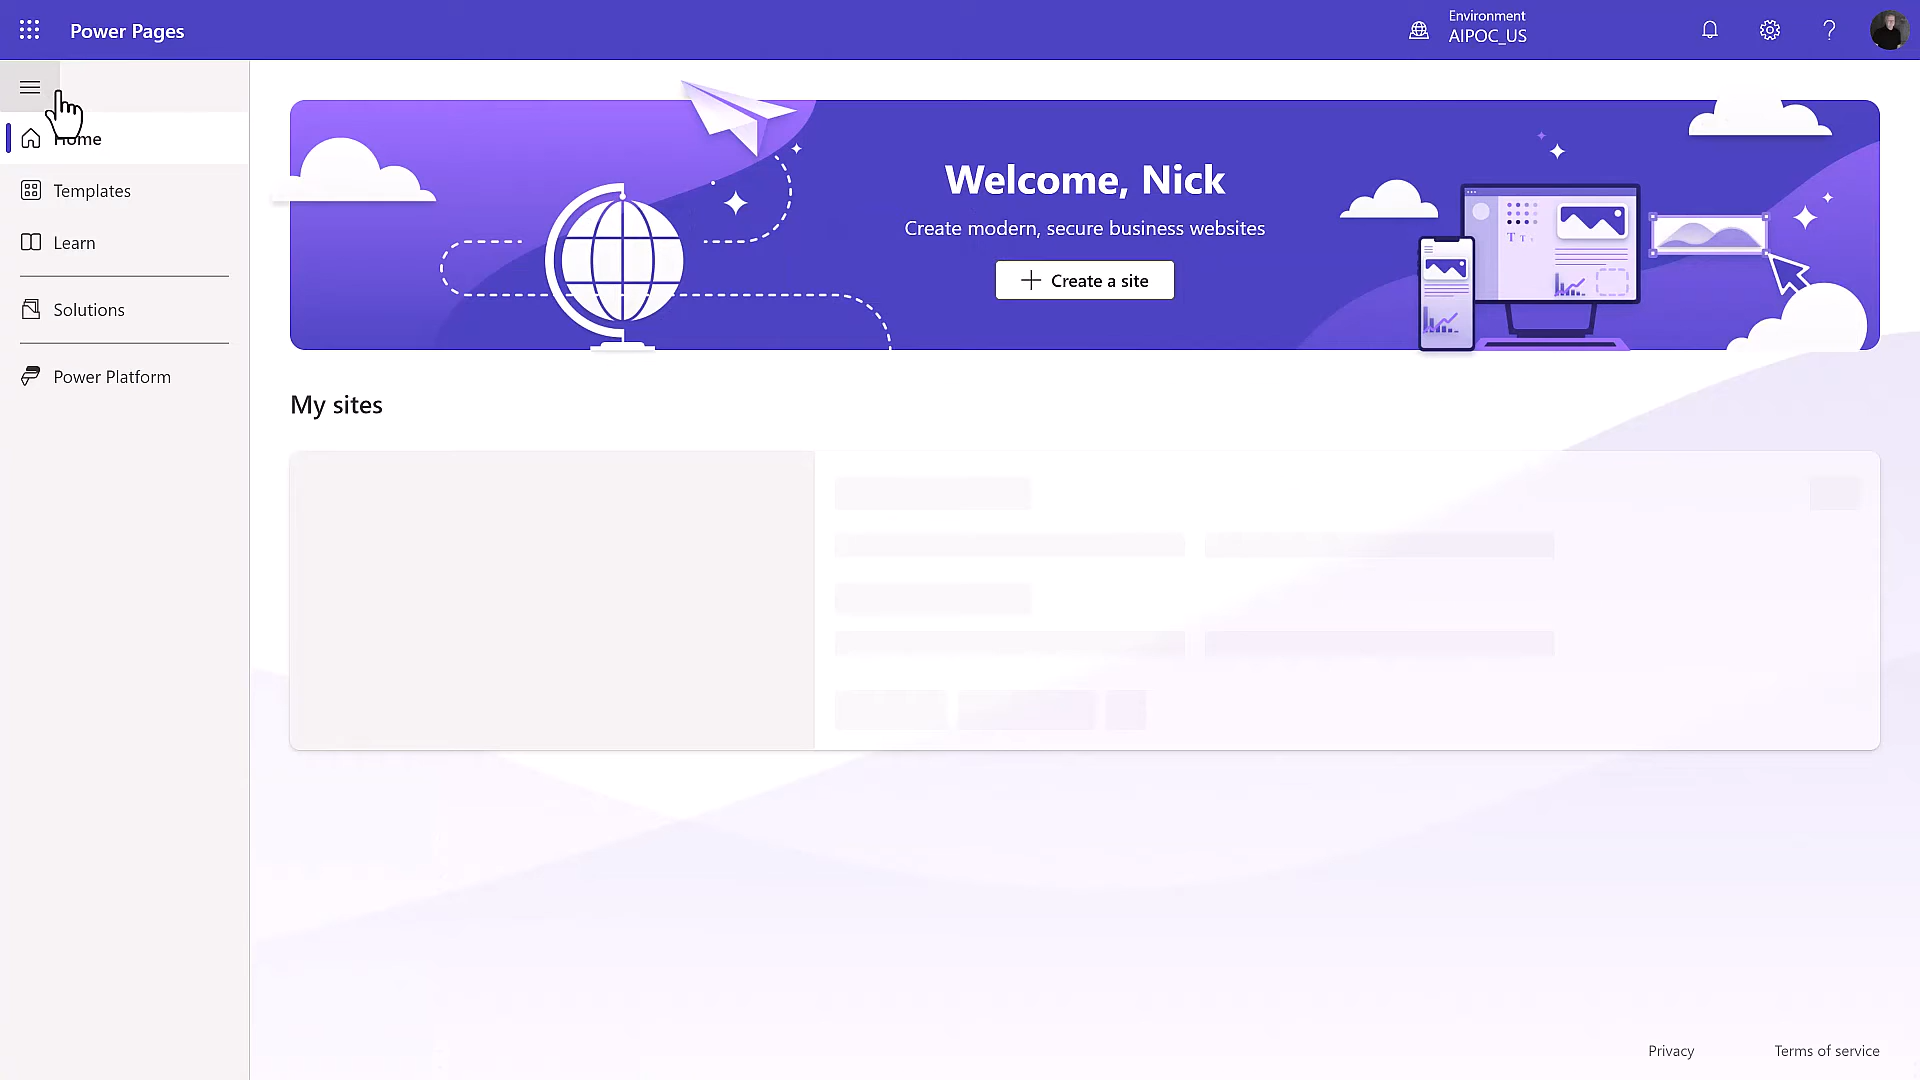 Power Pages
Environment
AIPOC_US
Home
Templates
Learn
Solutions
Power Platform
Welcome, Nick
Create modern, secure business websites
Create a site
My sites
Privacy
Terms of service